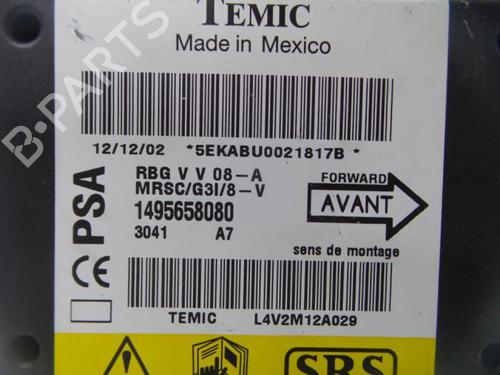 TEMIC
Made in Mexico
12/12/02 *5EKABU0021817B *
PSA
RBG V V 08-A
MRSC/G3I/8-V
1495658080
3041 A7
FORWARD
AVANT
sens de montage
CE
TEMIC L4V2M12A029
SRS
B-PARTS